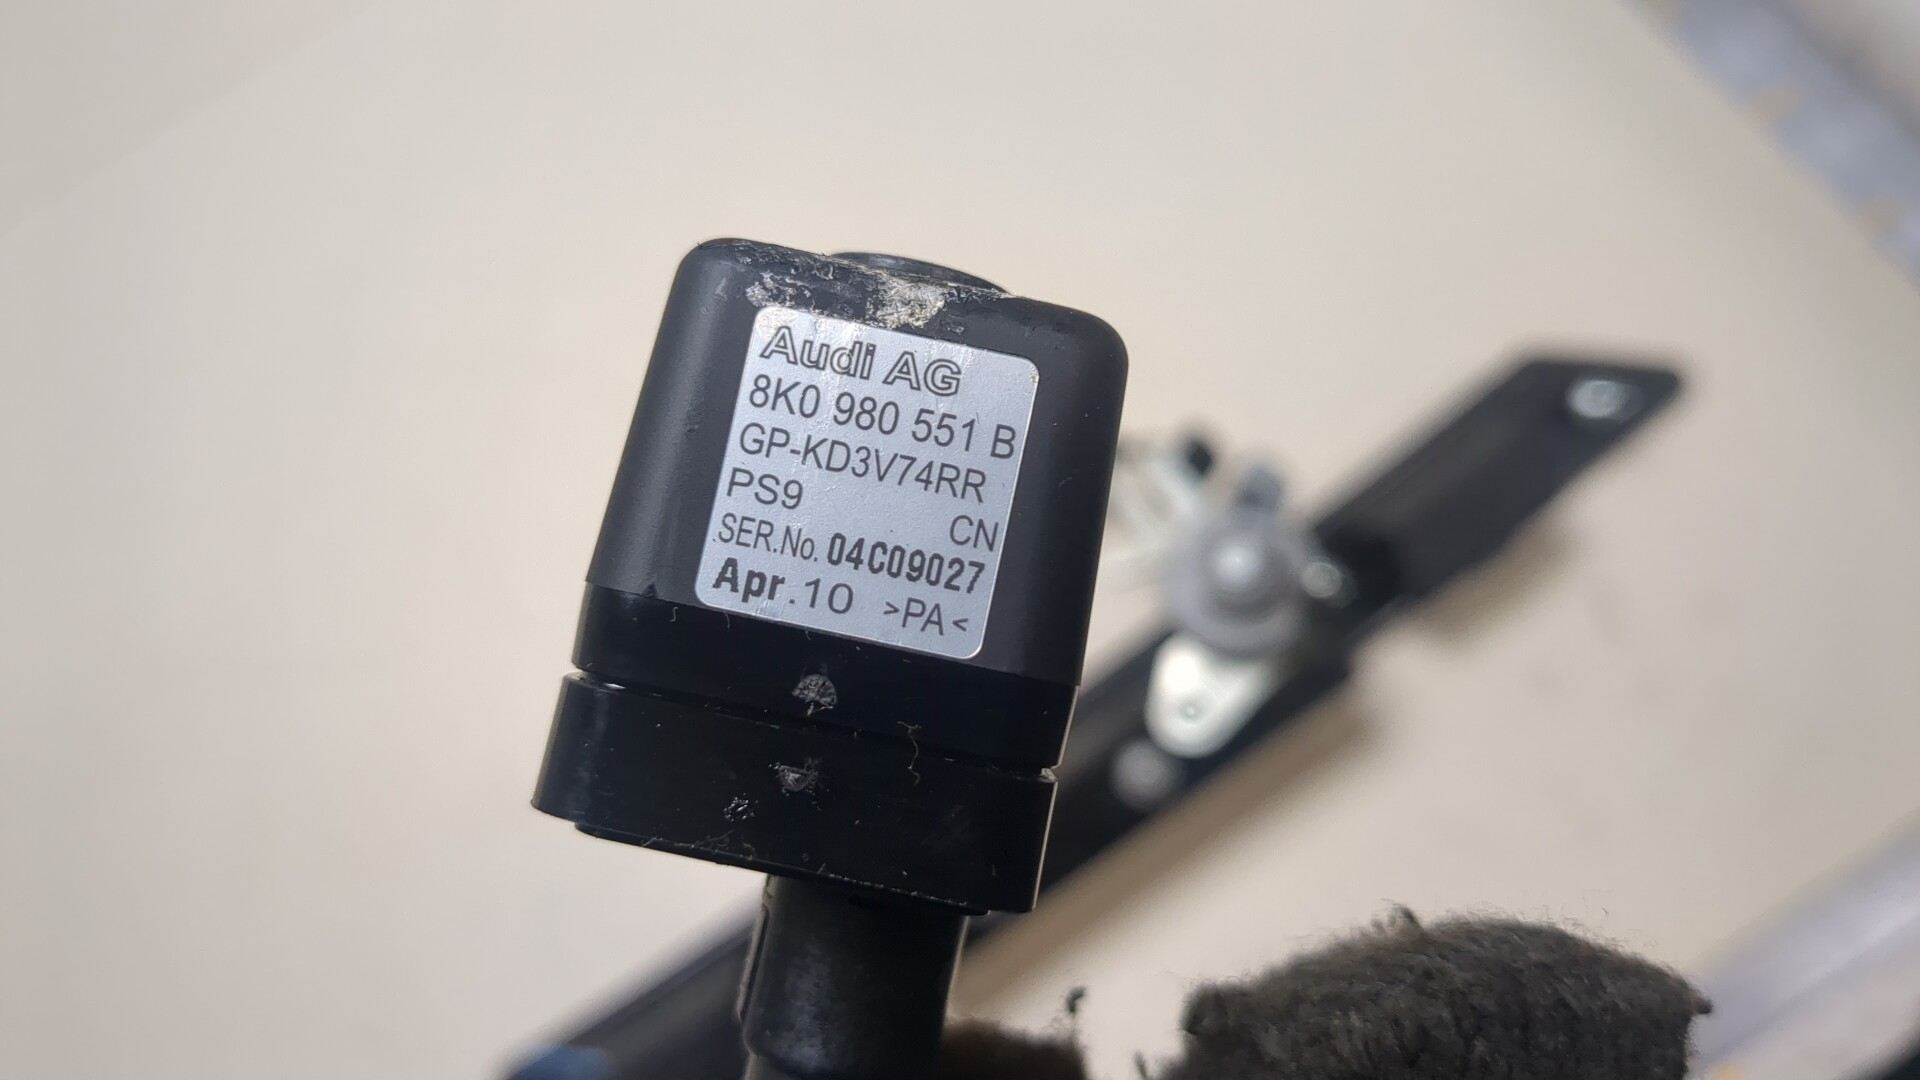 Audi AG
8K0 980 551 B
GP-KD3V74RR
PS9 CN
SER.No. 04C09027
Apr.10 >PA<